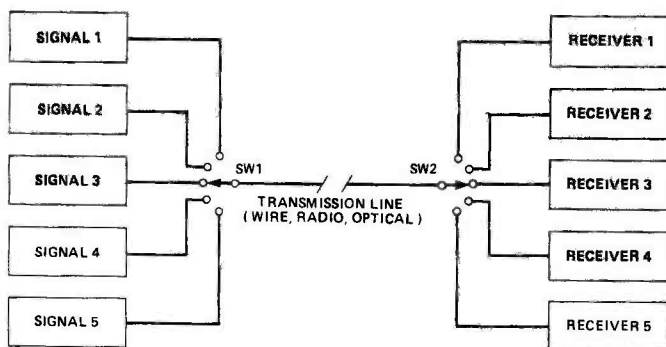 SIGNAL 1
SIGNAL 2
SIGNAL 3
SIGNAL 4
SIGNAL 5
SW1
SW2
TRANSMISSION LINE
(WIRE, RADIO, OPTICAL)
RECEIVER 1
RECEIVER 2
RECEIVER 3
RECEIVER 4
RECEIVER 5